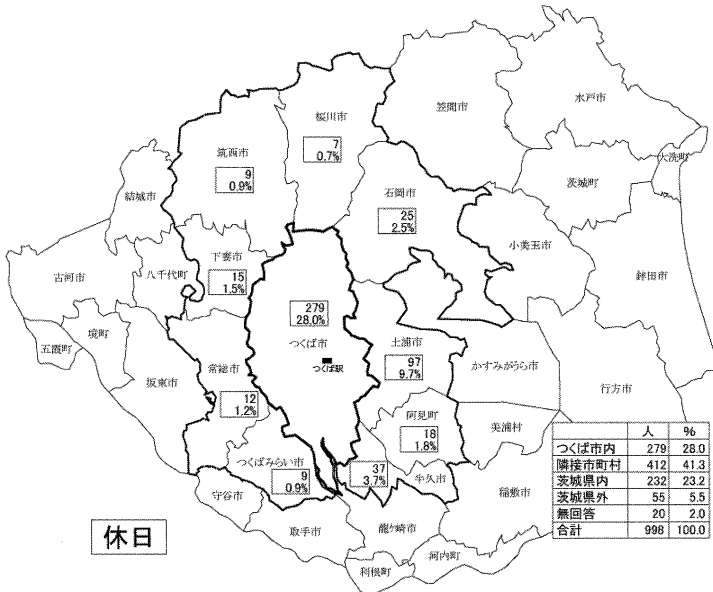 笠間市
水戸市
桜川市
7
0.7%
大洗町
筑西市
9
0.9%
茨城町
結城市
石岡市
25
2.5%
小美玉市
下妻市
15
1.5%
八千代町
古河市
鉾田市
279
28.0%
つくば市
つくば駅
境町
五霞町
土浦市
97
9.7%
かすみがうら市
常総市
12
1.2%
坂東市
行方市
阿見町
18
1.8%
美浦村
つくばみらい市
9
0.9%
37
3.7%
牛久市
稲敷市
守谷市
取手市
龍ケ崎市
河内町
利根町
休日
人 %
つくば市内 279 28.0
隣接市町村 412 41.3
茨城県内 232 23.2
茨城県外 55 5.5
無回答 20 2.0
合計 998 100.0